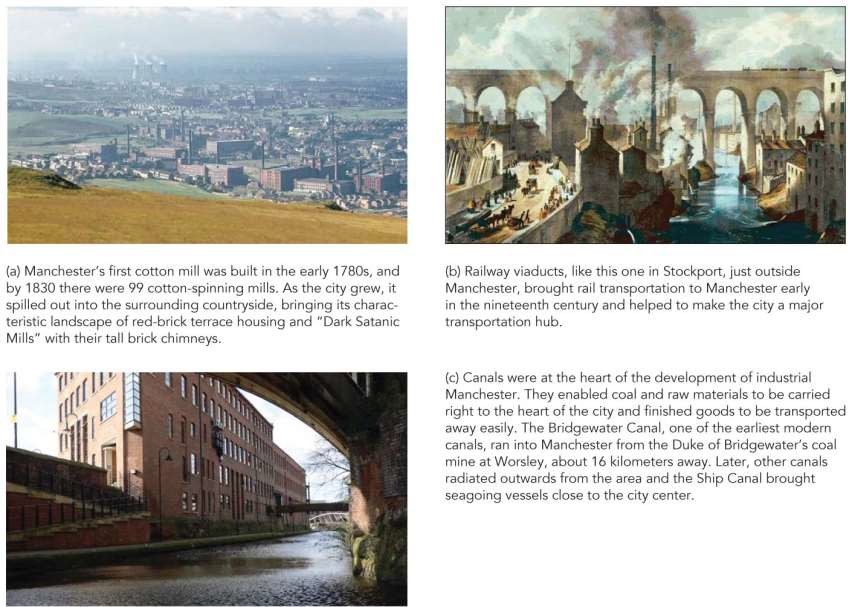 (a) Manchester's first cotton mill was built in the early 1780s, and
by 1830 there were 99 cotton-spinning mills. As the city grew, it
spilled out into the surrounding countryside, bringing its charac-
teristic landscape of red-brick terrace housing and “Dark Satanic
Mills” with their tall brick chimneys.
(b) Railway viaducts, like this one in Stockport, just outside
Manchester, brought rail transportation to Manchester early
in the nineteenth century and helped to make the city a major
transportation hub.
(c) Canals were at the heart of the development of industrial
Manchester. They enabled coal and raw materials to be carried
right to the heart of the city and finished goods to be transported
away easily. The Bridgewater Canal, one of the earliest modern
canals, ran into Manchester from the Duke of Bridgewater's coal
mine at Worsley, about 16 kilometers away. Later, other canals
radiated outwards from the area and the Ship Canal brought
seagoing vessels close to the city center.